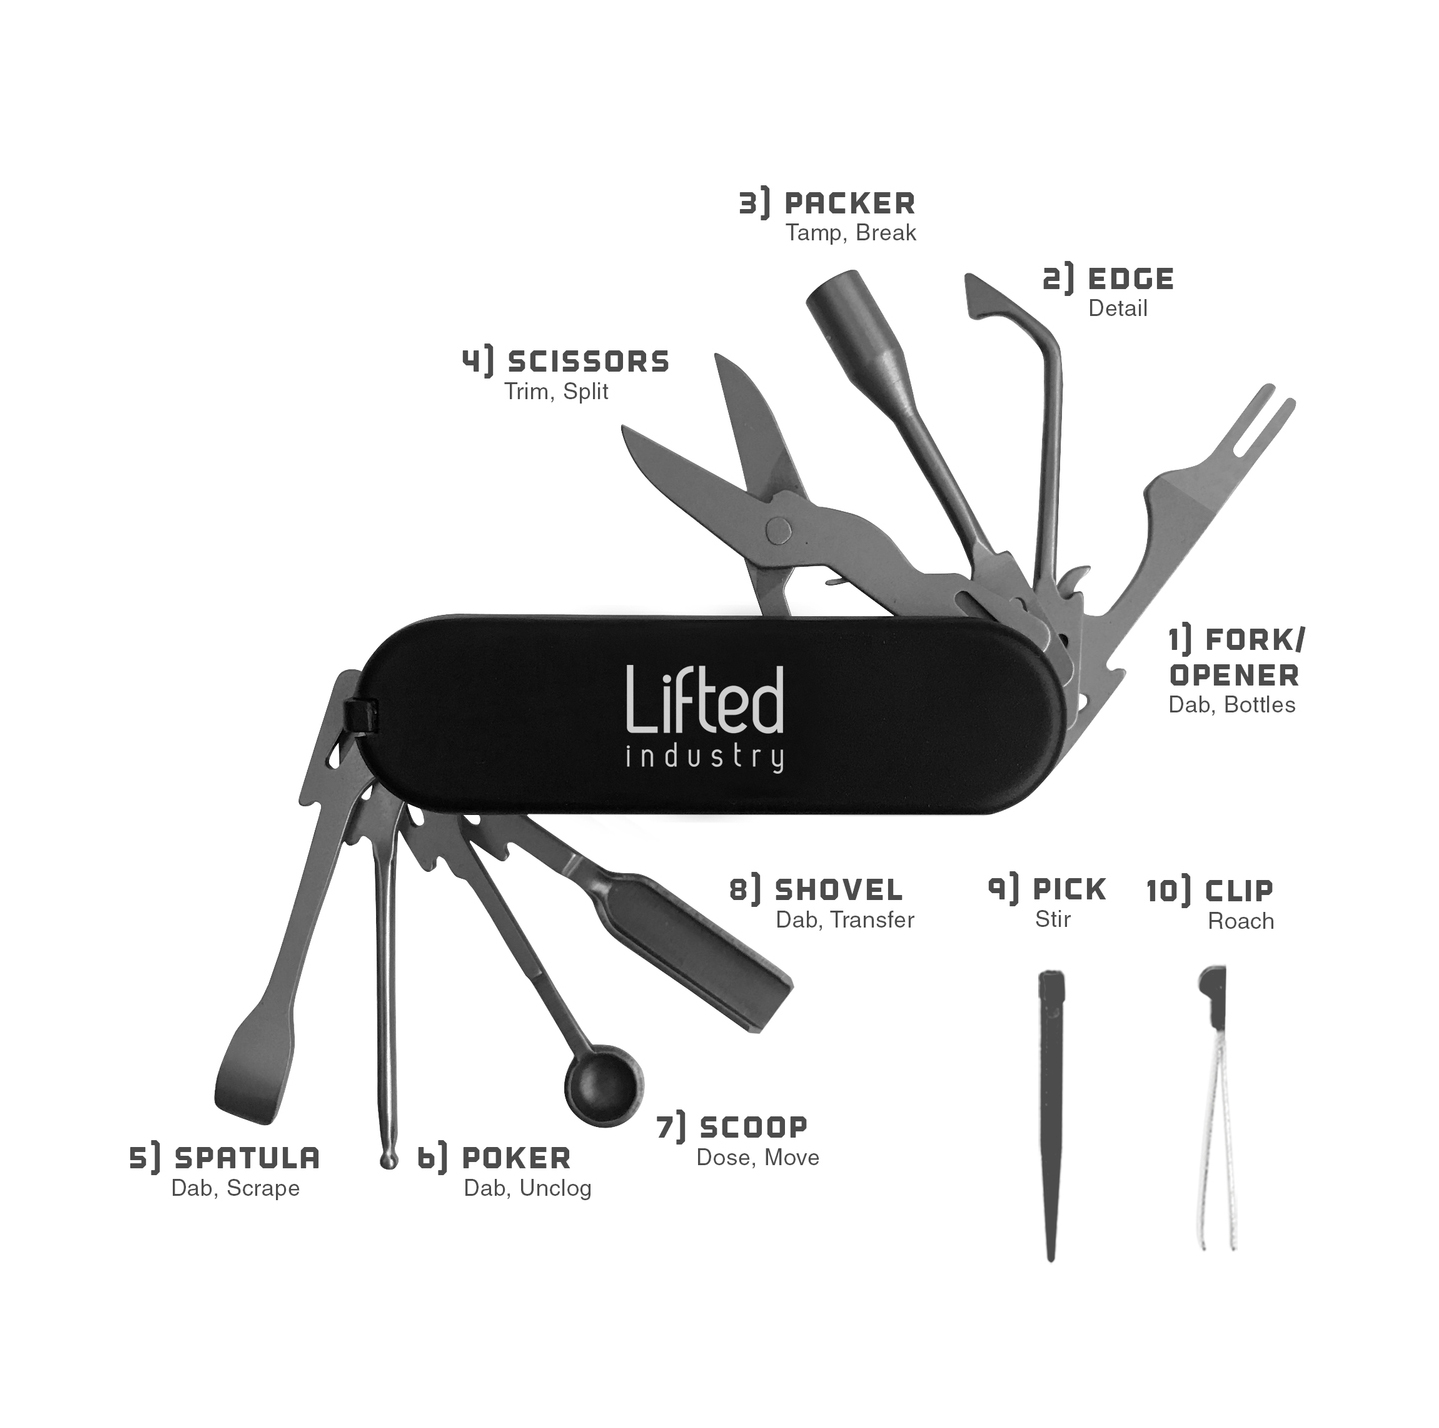 3) PACKER
Tamp, Break
2) EDGE
Detail
4) SCISSORS
Trim, Split
1) FORK/
OPENER
Dab, Bottles
Lifted
industry
8) SHOVEL
Dab, Transfer
9) PICK
Stir
10) CLIP
Roach
7) SCOOP
Dose, Move
5) SPATULA
Dab, Scrape
6) POKER
Dab, Unclog